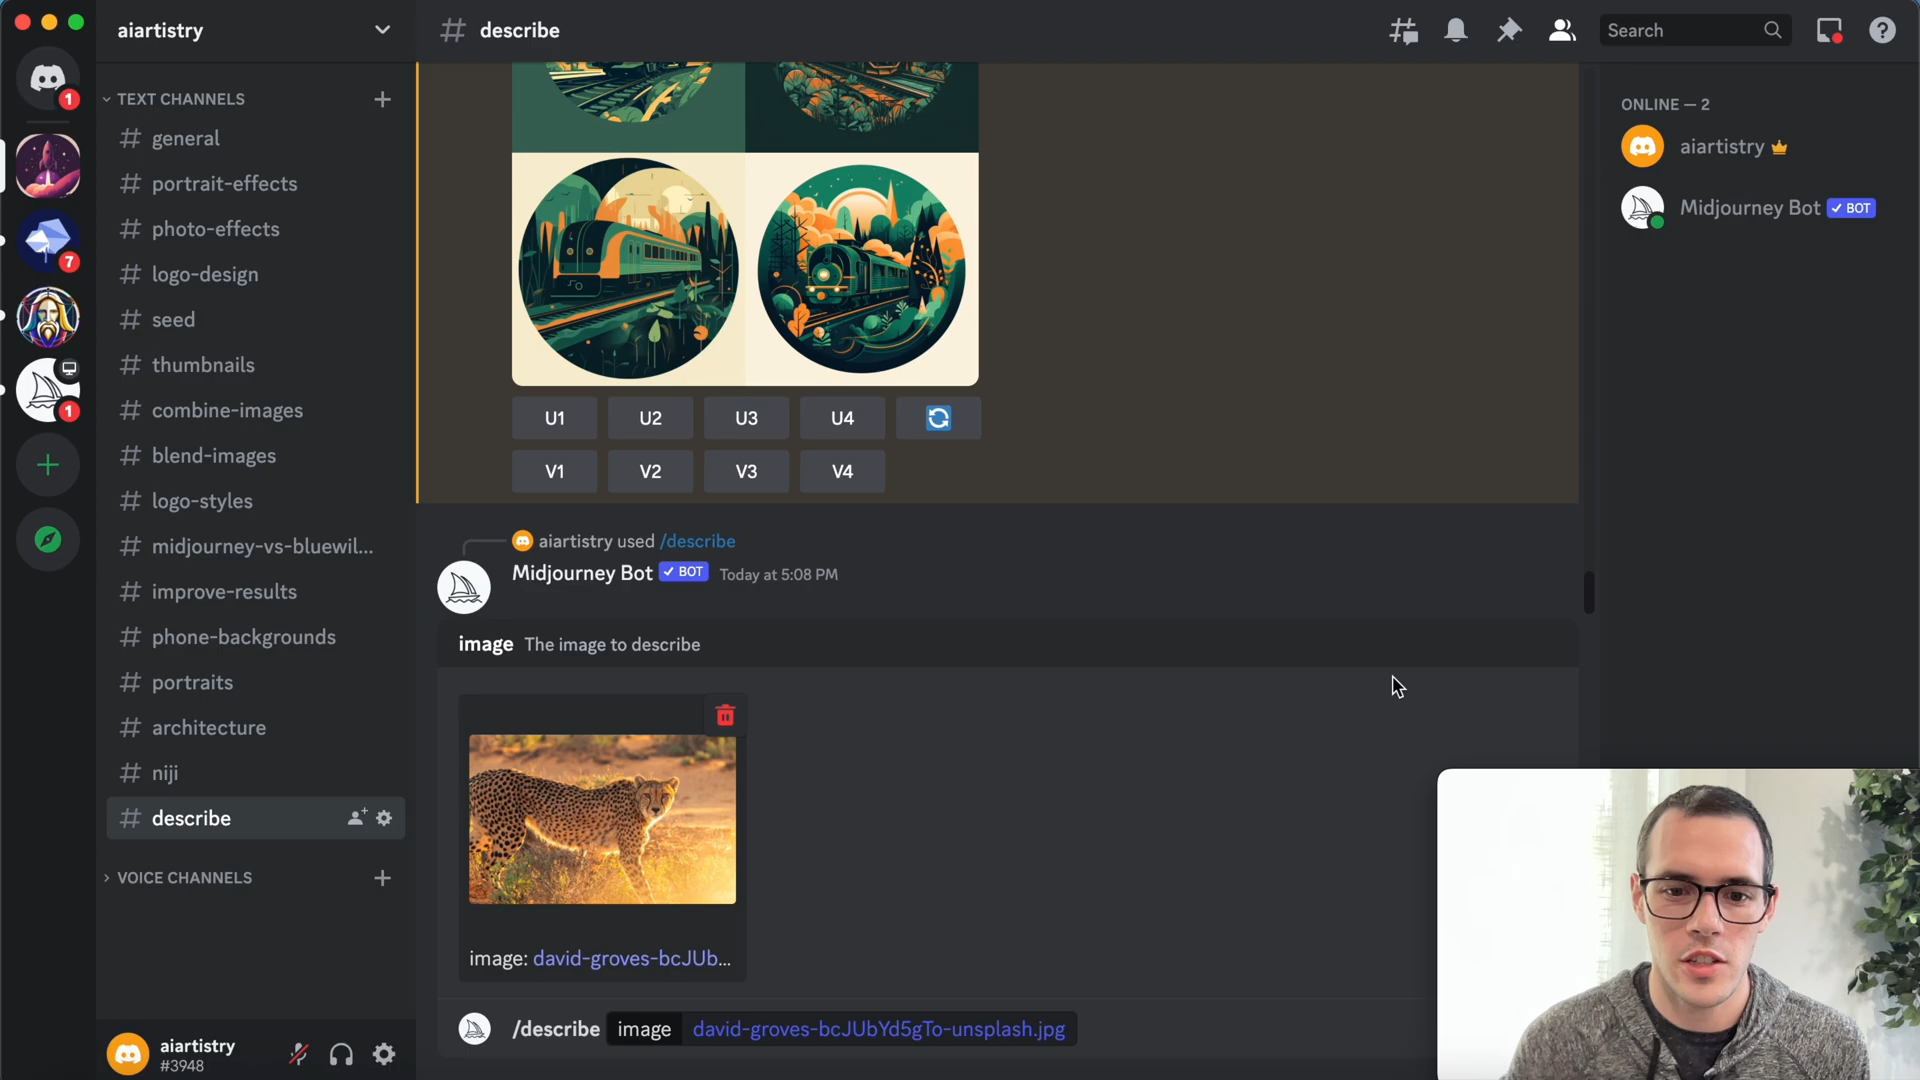 aiartistry
describe
Search
1
TEXT CHANNELS
general
portrait-effects
photo-effects
7
logo-design
seed
thumbnails
1
combine-images
blend-images
logo-styles
midjourney-vs-bluewil...
improve-results
phone-backgrounds
portraits
architecture
niji
describe
VOICE CHANNELS
aiartistry
#3948
U1 U2 U3 U4
V1 V2 V3 V4
aiartistry used /describe
Midjourney Bot ✓ BOT Today at 5:08 PM
image The image to describe
image: david-groves-bcJUb...
/describe image david-groves-bcJUbYd5gTo-unsplash.jpg
ONLINE — 2
aiartistry
Midjourney Bot ✓ BOT